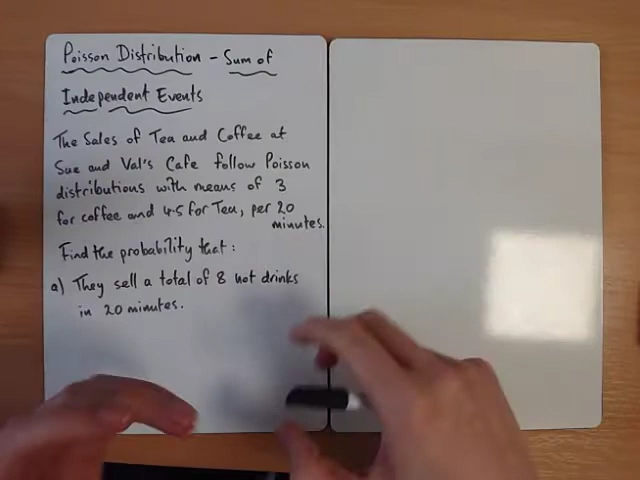 Poisson Distribution - Sum of
Independent Events
The Sales of Tea and Coffee at
Sue and Val's Cafe follow Poisson
distributions with means of 3
for coffee and 4.5 for Tea, per 20
minutes.
Find the probability that:
a) They sell a total of 8 hot drinks
in 20 minutes.